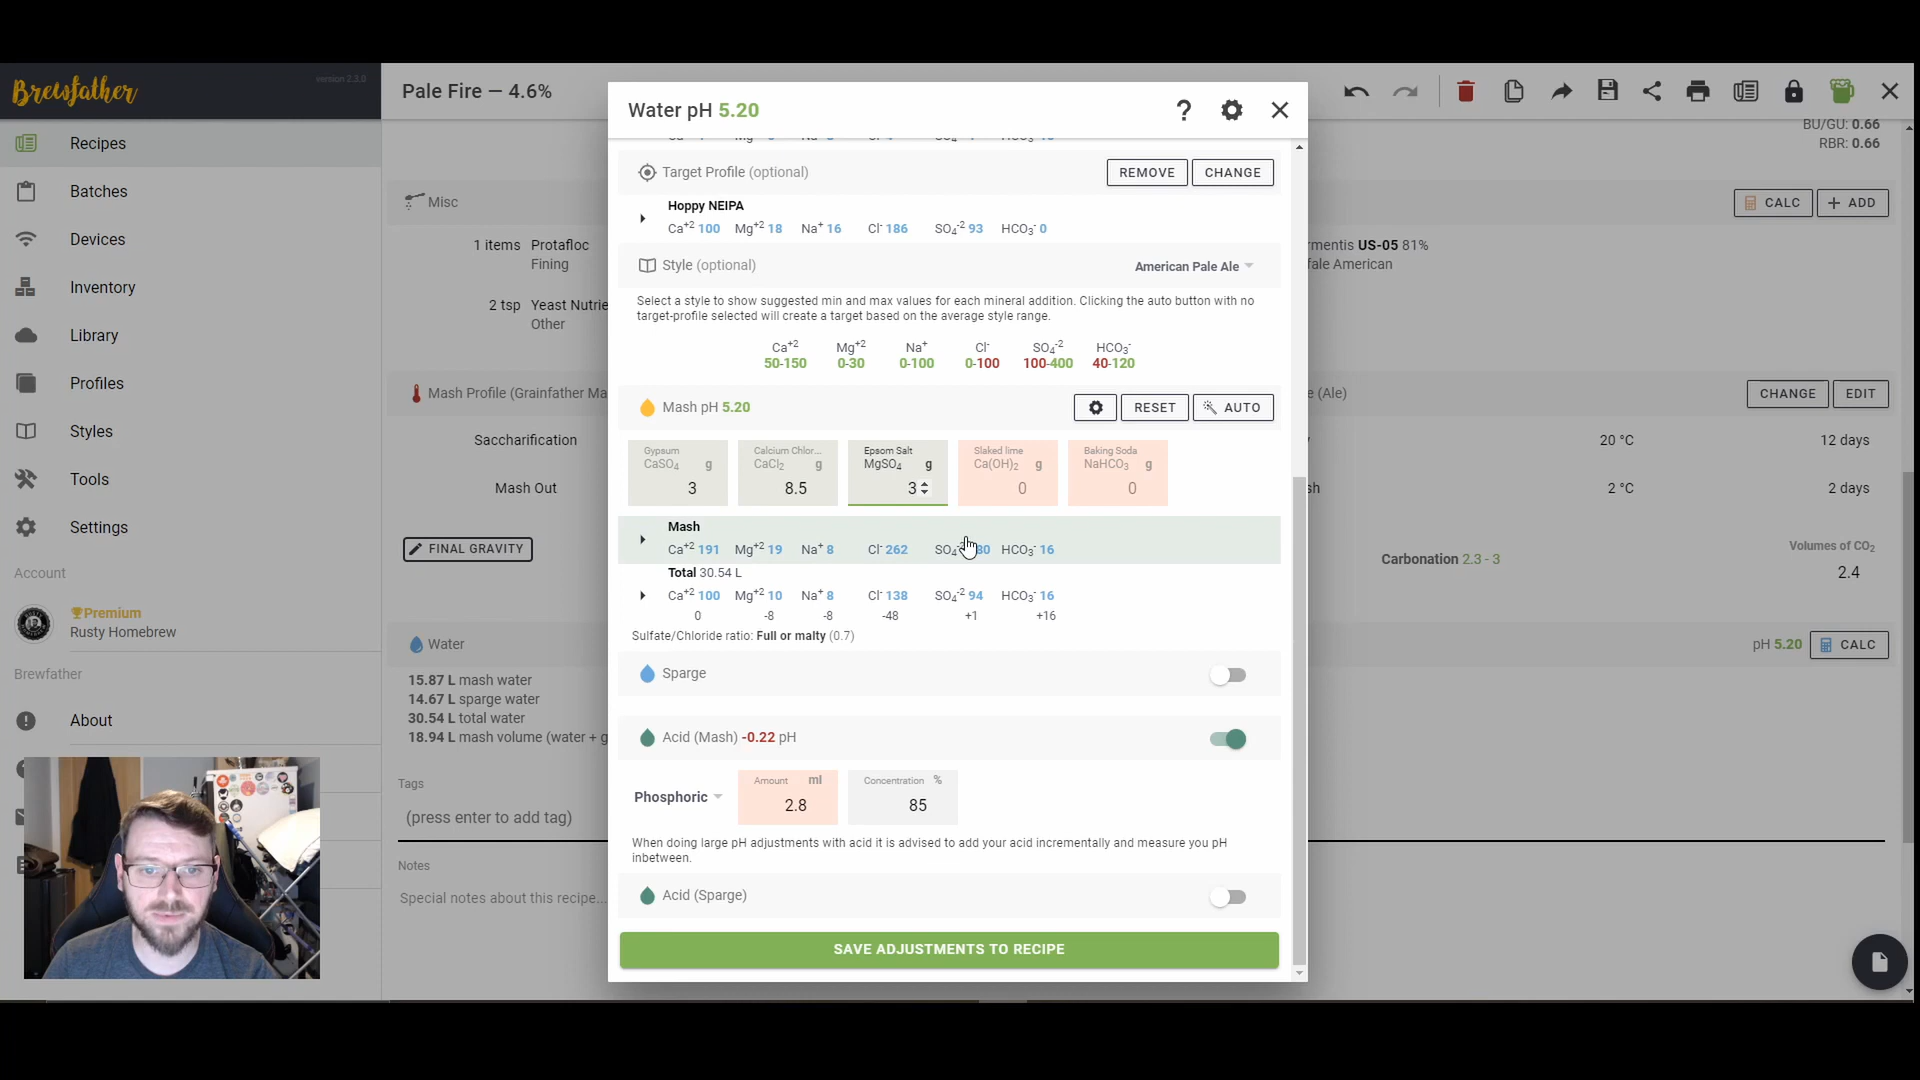 Brewfather
version 2.3.0
Recipes
Batches
Devices
Inventory
Library
Profiles
Styles
Tools
Settings
Account
Premium
Rusty Homebrew
Brewfather
About
Pale Fire — 4.6%
BU/GU: 0.66
RBR: 0.66
Misc
CALC
+ ADD
1 items Protafloc
Fining
2 tsp Yeast Nutrie
Other
mentis US-05 81%
fale American
Mash Profile (Grainfather Ma
e (Ale)
CHANGE
EDIT
Saccharification
20 °C
12 days
Mash Out
sh
2 °C
2 days
FINAL GRAVITY
Carbonation 2.3 - 3
Volumes of CO2
2.4
Water
pH 5.20
CALC
15.87 L mash water
14.67 L sparge water
30.54 L total water
18.94 L mash volume (water + g
Tags
(press enter to add tag)
Notes
Special notes about this recipe...
Water pH 5.20
?
Target Profile (optional)
REMOVE
CHANGE
Hoppy NEIPA
Ca+2 100 Mg+2 18 Na+ 16 Cl- 186 SO4-2 93 HCO3- 0
Style (optional)
American Pale Ale
Select a style to show suggested min and max values for each mineral addition. Clicking the auto button with no
target-profile selected will create a target based on the average style range.
Ca+2 Mg+2 Na+ Cl- SO4-2 HCO3-
50-150 0-30 0-100 0-100 100-400 40-120
Mash pH 5.20
RESET
AUTO
Gypsum
CaSO4 g
3
Calcium Chlor...
CaCl2 g
8.5
Epsom Salt
MgSO4 g
3
Slaked lime
Ca(OH)2 g
0
Baking Soda
NaHCO3 g
0
Mash
Ca+2 191 Mg+2 19 Na+ 8 Cl- 262 HCO3- 16
Total 30.54 L
Ca+2 100 Mg+2 10 Na+ 8 Cl- 138 SO4-2 94 HCO3- 16
0 -8 -8 -48 +1 +16
Sulfate/Chloride ratio: Full or malty (0.7)
Sparge
Acid (Mash) -0.22 pH
Phosphoric
Amount ml
2.8
Concentration %
85
When doing large pH adjustments with acid it is advised to add your acid incrementally and measure you pH
inbetween.
Acid (Sparge)
SAVE ADJUSTMENTS TO RECIPE